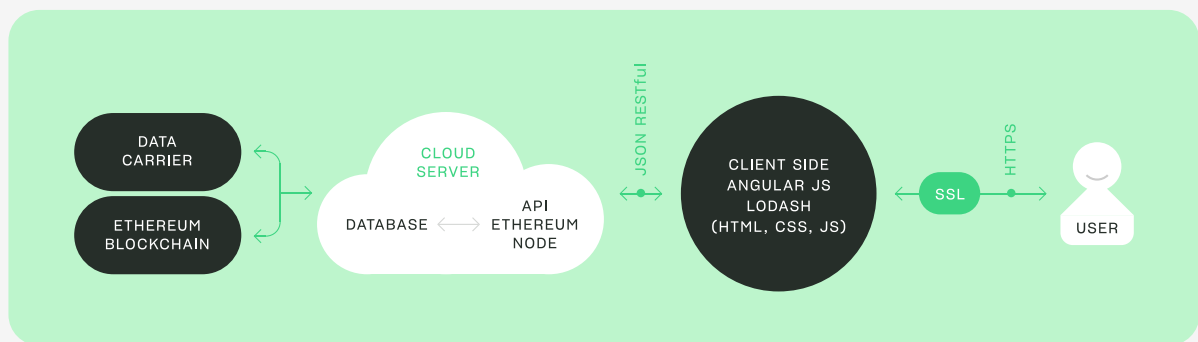 DATA
CARRIER
ETHEREUM
BLOCKCHAIN
CLOUD
SERVER
DATABASE
API
ETHEREUM
NODE
JSON RESTful
CLIENT SIDE
ANGULAR JS
LODASH
(HTML, CSS, JS)
SSL
HTTPS
USER